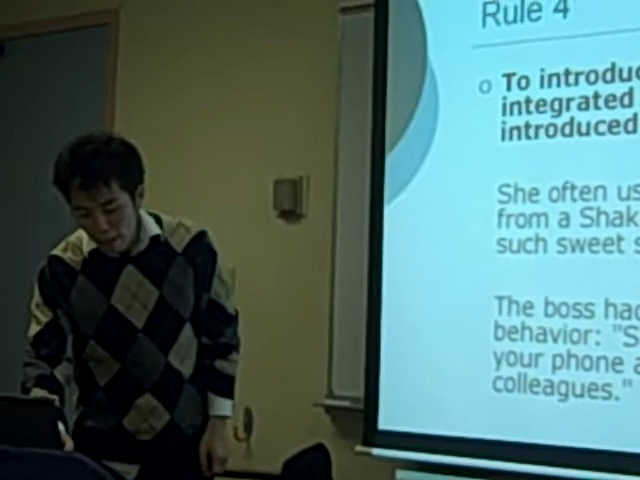 Rule 4
To introduc
integrated
introduced
She often us
from a Shak
such sweet s
The boss had
behavior: "S
your phone a
colleagues."